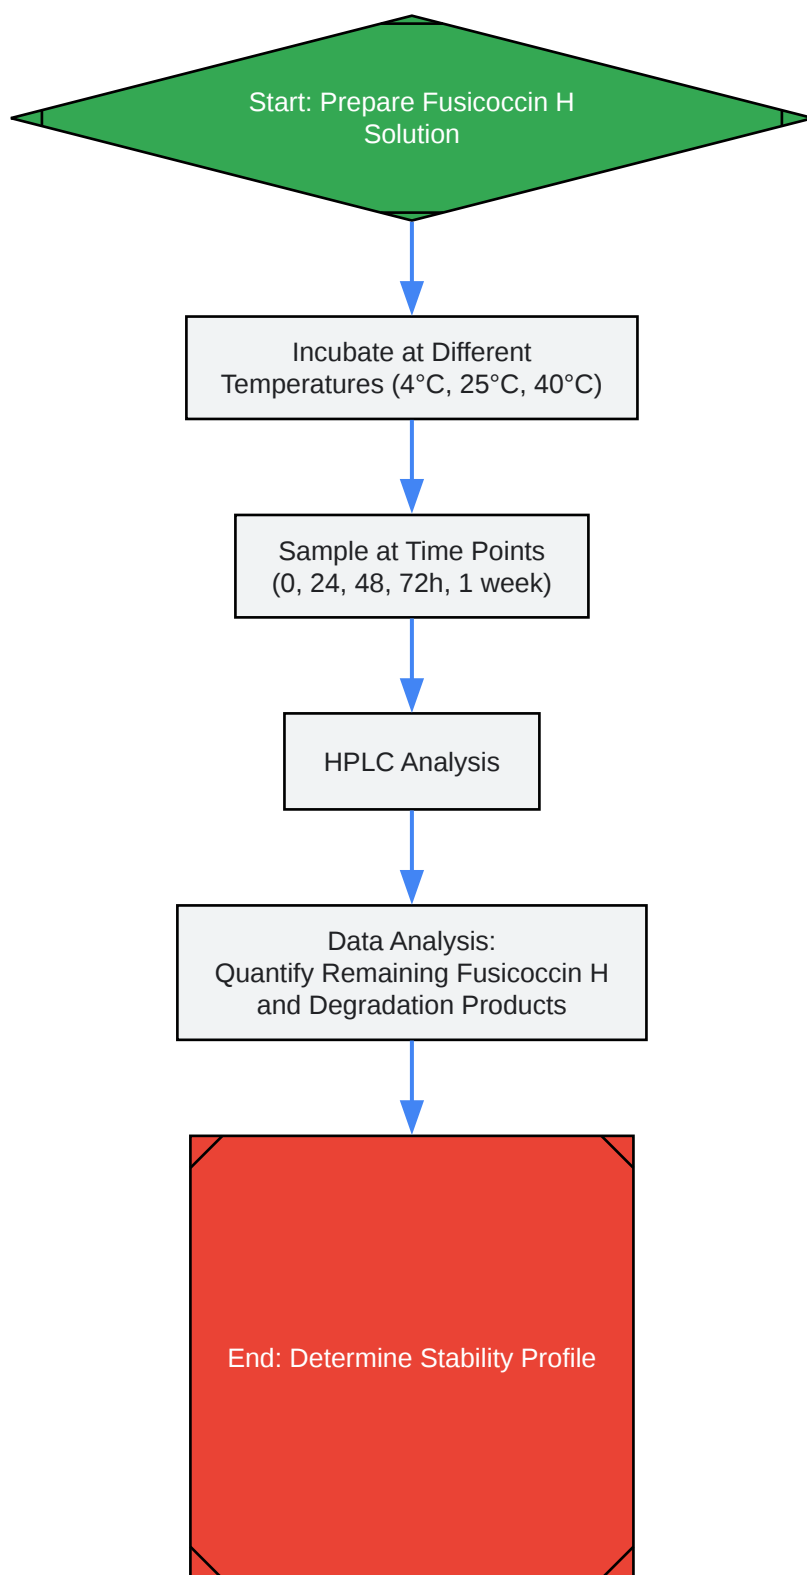 Start: Prepare Fusicoccin H
Solution
Incubate at Different
Temperatures (4°C, 25°C, 40°C)
Sample at Time Points
(0, 24, 48, 72h, 1 week)
HPLC Analysis
Data Analysis:
Quantify Remaining Fusicoccin H
and Degradation Products
End: Determine Stability Profile